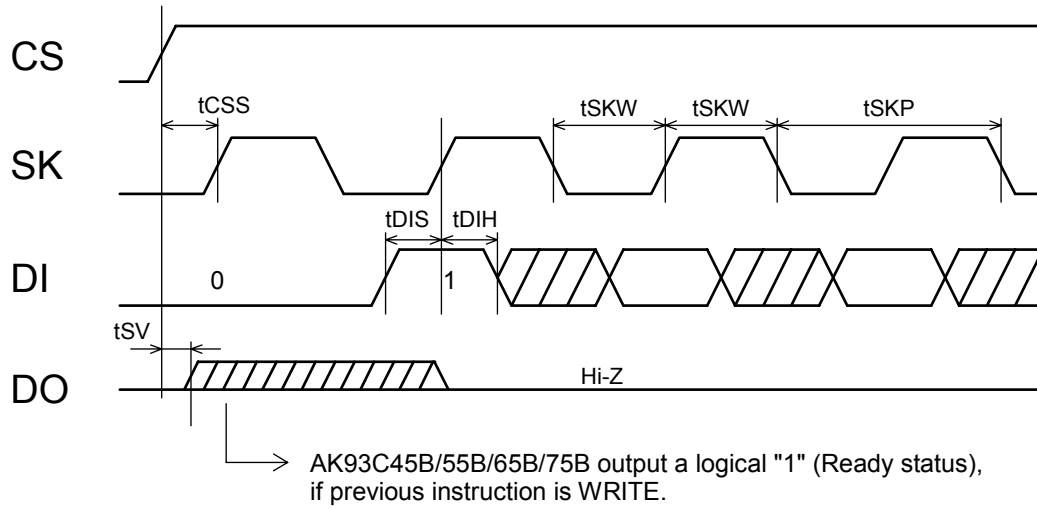 CS
tCSS
tSKW
tSKW
tSKP
SK
tDIS
tDIH
DI
0
1
tSV
DO
Hi-Z
AK93C45B/55B/65B/75B output a logical "1" (Ready status),
if previous instruction is WRITE.